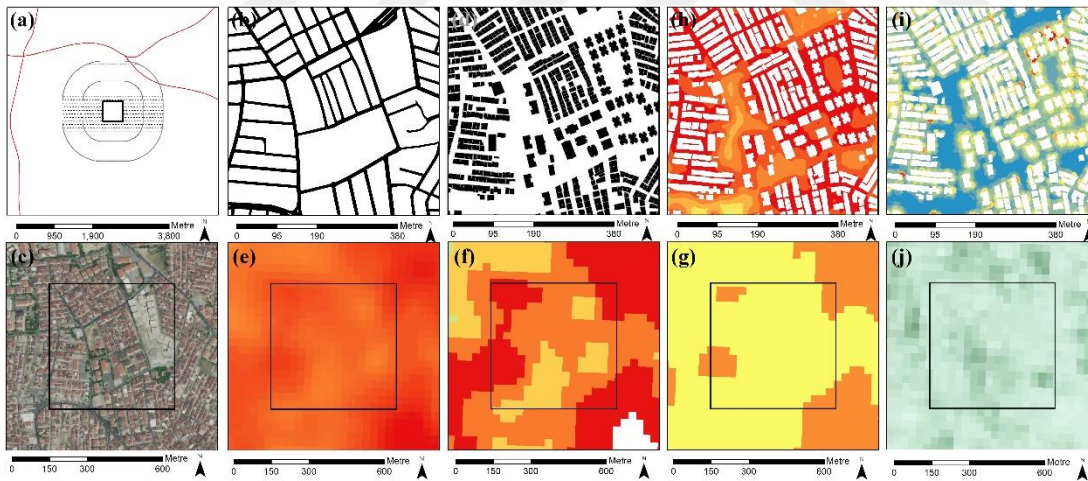 (a) (b) (h) (i)
Metre N Metre N Metre N Metre N Metre N
0 950 1,900 3,800 0 95 190 380 0 95 190 380 0 95 190 380 0 95 190 380
(c) (e) (f) (g) (j)
Metre N Metre N Metre N Metre N Metre N
0 150 300 600 0 150 300 600 0 150 300 600 0 150 300 600 0 150 300 600